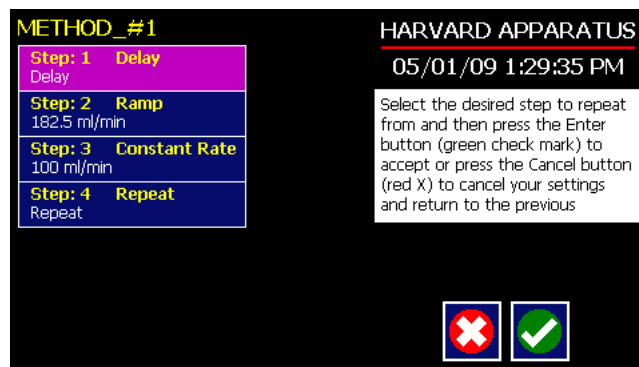 METHOD_#1
Step: 1 Delay
Delay
Step: 2 Ramp
182.5 ml/min
Step: 3 Constant Rate
100 ml/min
Step: 4 Repeat
Repeat
HARVARD APPARATUS
05/01/09 1:29:35 PM
Select the desired step to repeat
from and then press the Enter
button (green check mark) to
accept or press the Cancel button
(red X) to cancel your settings
and return to the previous